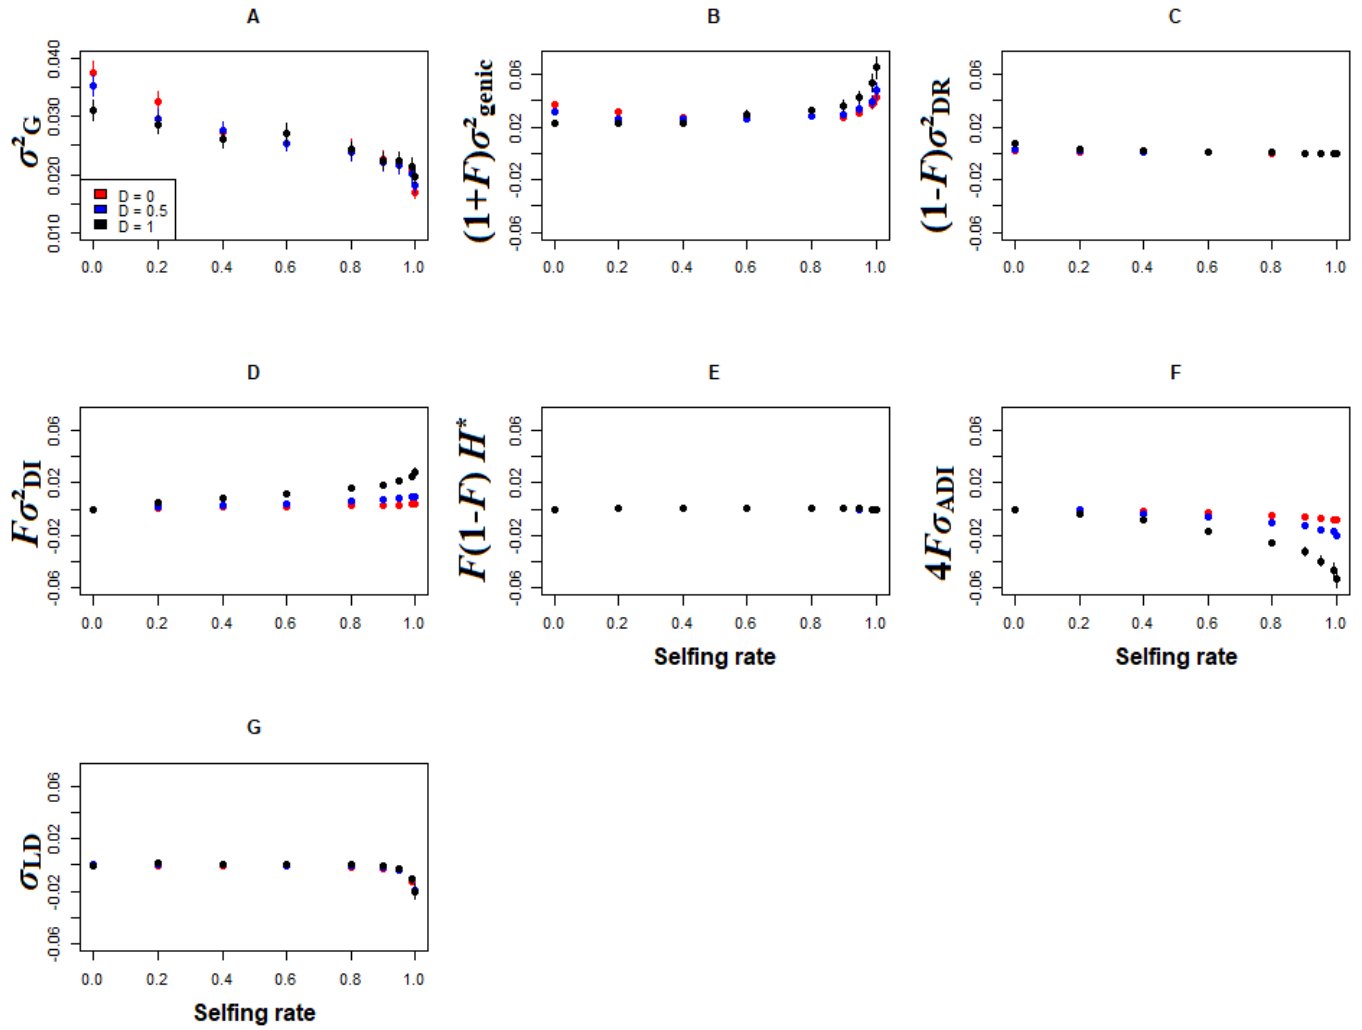 A
σ²G
0.010 0.020 0.030 0.040
D = 0
D = 0.5
D = 1
0.0 0.2 0.4 0.6 0.8 1.0
B
(1+F)σ²genic
-0.06 -0.02 0.02 0.06
0.0 0.2 0.4 0.6 0.8 1.0
C
(1-F)σ²DR
-0.06 -0.02 0.02 0.06
0.0 0.2 0.4 0.6 0.8 1.0
D
Fσ²DI
-0.06 -0.02 0.02 0.06
0.0 0.2 0.4 0.6 0.8 1.0
E
F(1-F) H*
-0.06 -0.02 0.02 0.06
0.0 0.2 0.4 0.6 0.8 1.0
Selfing rate
F
4FσADI
-0.06 -0.02 0.02 0.06
0.0 0.2 0.4 0.6 0.8 1.0
Selfing rate
G
σLD
-0.06 -0.02 0.02 0.06
0.0 0.2 0.4 0.6 0.8 1.0
Selfing rate